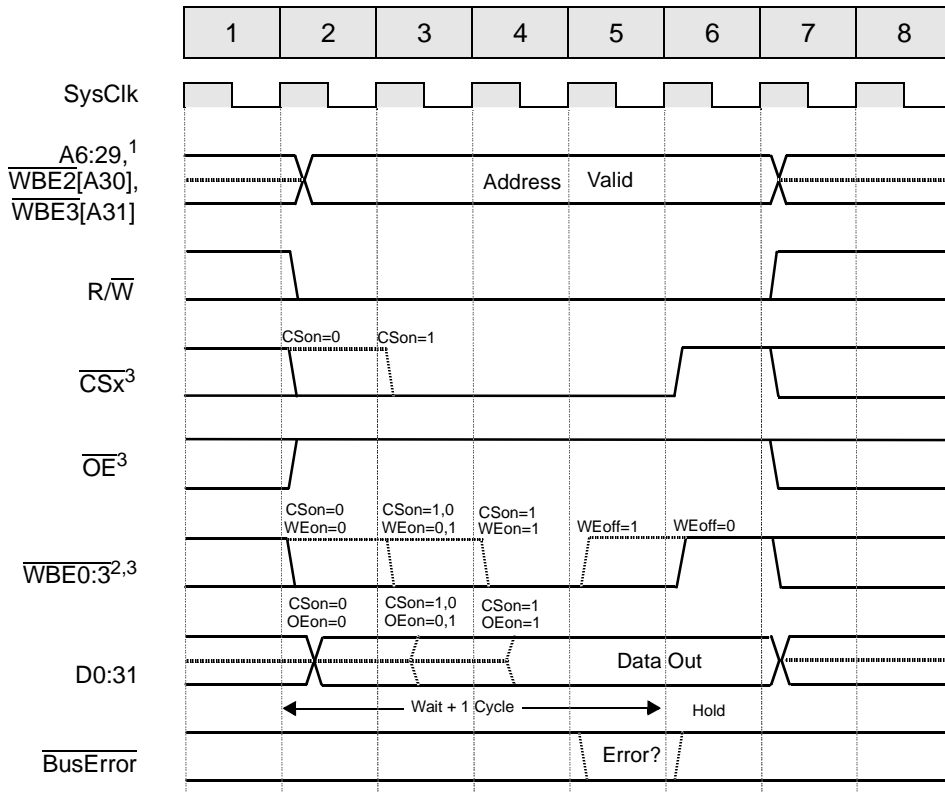 1 2 3 4 5 6 7 8
SysClk
A6:29,1
WBE2[A30],
WBE3[A31]
Address Valid
R/W
CSon=0 CSon=1
CSx3
OE3
CSon=0 CSon=1,0 CSon=1
WEon=0 WEon=0,1 WEon=1 WEoff=1 WEoff=0
WBE0:32,3
CSon=0 CSon=1,0 CSon=1
OEon=0 OEon=0,1 OEon=1
D0:31
Data Out
Wait + 1 Cycle Hold
BusError
Error?